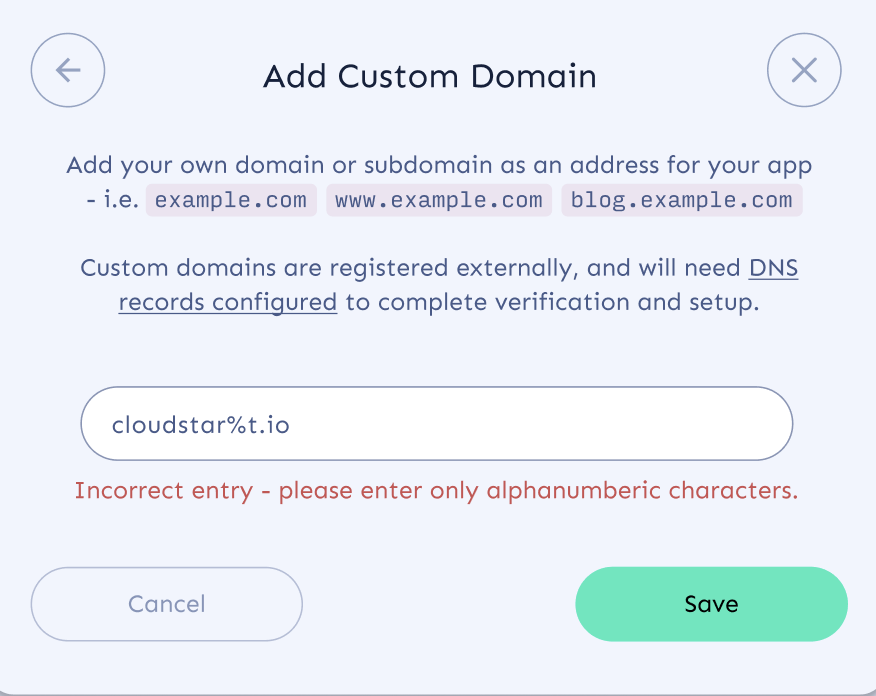 Add Custom Domain
Add your own domain or subdomain as an address for your app
- i.e. example.com www.example.com blog.example.com
Custom domains are registered externally, and will need DNS
records configured to complete verification and setup.
cloudstar%t.io
Incorrect entry - please enter only alphanumberic characters.
Cancel
Save